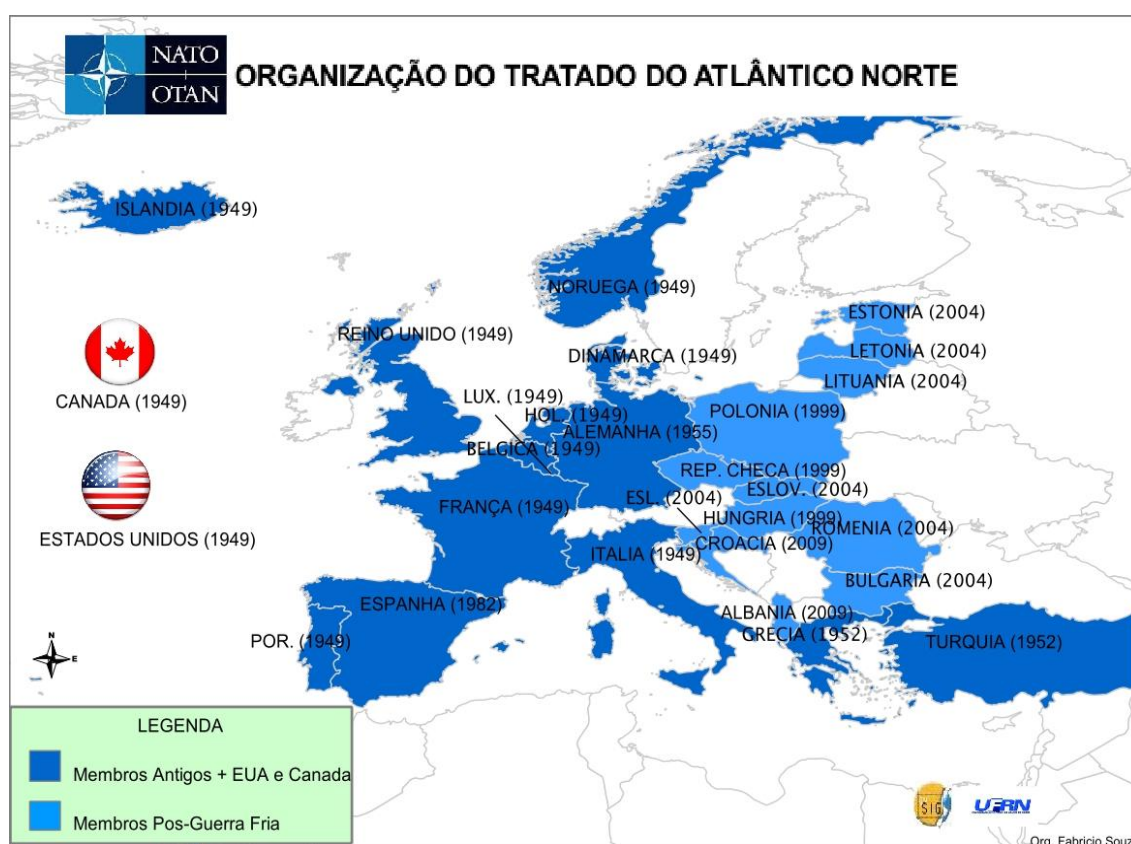 NATO
OTAN
ORGANIZAÇÃO DO TRATADO DO ATLÂNTICO NORTE
ISLANDIA (1949)
NORUEGA (1949)
ESTONIA (2004)
REINO UNIDO (1949)
DINAMARCA (1949)
LETONIA (2004)
LITUANIA (2004)
CANADA (1949)
LUX. (1949)
HOL. (1949)
POLONIA (1999)
ALEMANHA (1955)
BELGICA (1949)
REP. CHECA (1999)
ESLOV. (2004)
ESL. (2004)
FRANÇA (1949)
HUNGRIA (1999)
ROMENIA (2004)
ESTADOS UNIDOS (1949)
CROACIA (2009)
ITALIA (1949)
BULGARIA (2004)
ESPANHA (1982)
ALBANIA (2009)
GRECIA (1952)
TURQUIA (1952)
POR. (1949)
N
E
LEGENDA
Membros Antigos + EUA e Canada
Membros Pos-Guerra Fria
SIG
UFRN
Org. Fabricio Souz